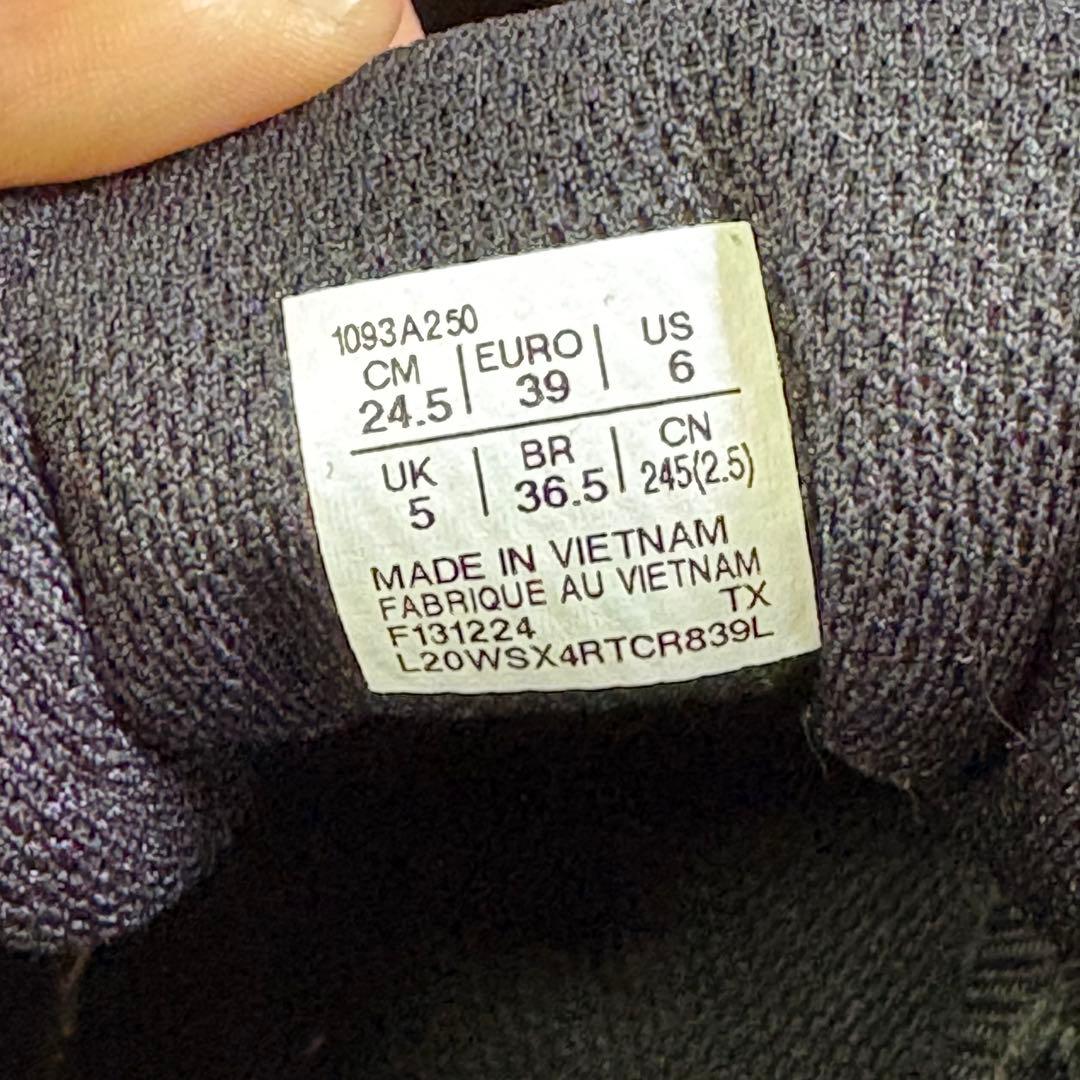 1093A250
CM | EURO | US
24.5 | 39 | 6
UK | BR | CN
5 | 36.5 | 245(2.5)
MADE IN VIETNAM
FABRIQUE AU VIETNAM
F131224 TX
L20WSX4RTCR839L